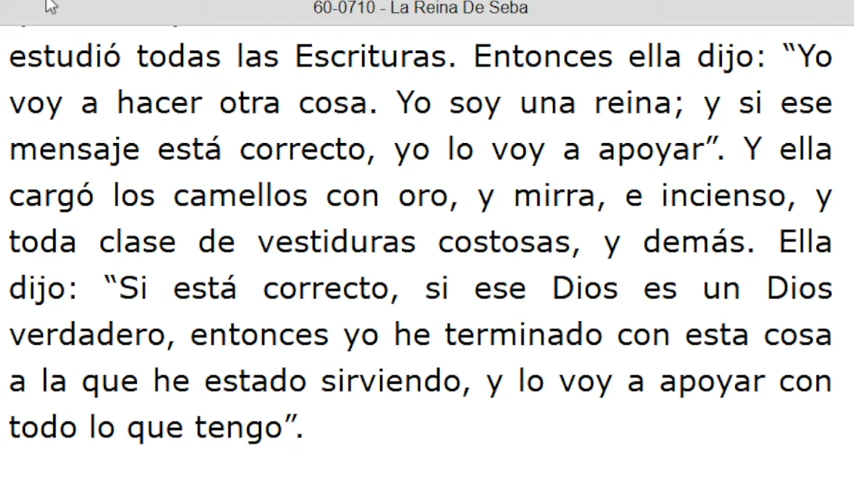 60-0710 - La Reina De Seba
estudió todas las Escrituras. Entonces ella dijo: “Yo
voy a hacer otra cosa. Yo soy una reina; y si ese
mensaje está correcto, yo lo voy a apoyar”. Y ella
cargó los camellos con oro, y mirra, e incienso, y
toda clase de vestiduras costosas, y demás. Ella
dijo: “Si está correcto, si ese Dios es un Dios
verdadero, entonces yo he terminado con esta cosa
a la que he estado sirviendo, y lo voy a apoyar con
todo lo que tengo”.